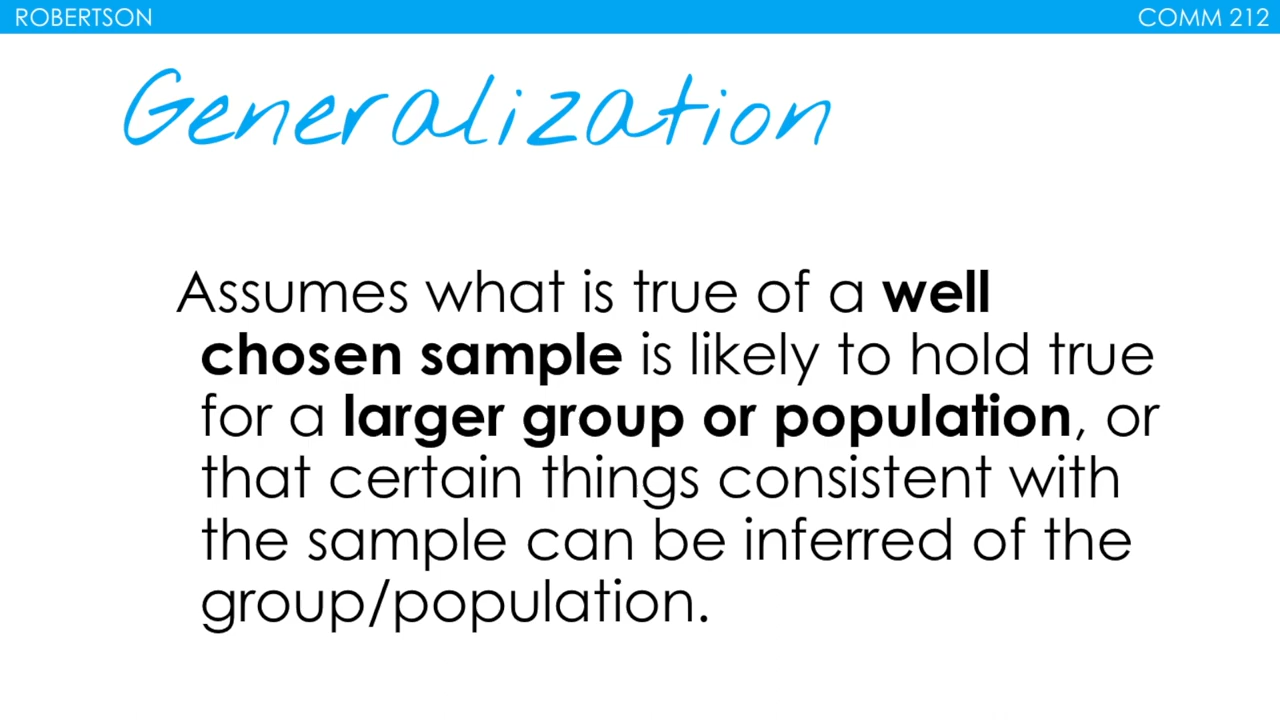 ROBERTSON
COMM 212
Generalization
Assumes what is true of a well
chosen sample is likely to hold true
for a larger group or population, or
that certain things consistent with
the sample can be inferred of the
group/population.